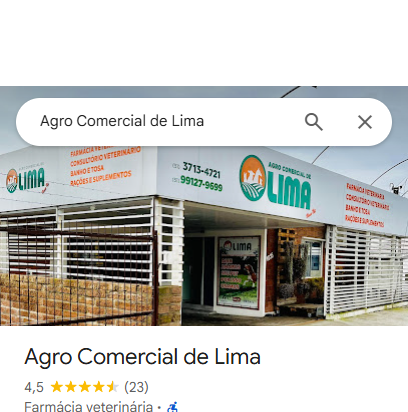 Agro Comercial de Lima
FARMÁCIA VETERINÁRIA
CONSULTÓRIO VETERINÁRIO
BANHO E TOSA
RAÇÕES E SUPLEMENTOS
LIMA
3713-4721
99127-9699
AGRO COMERCIAL DE
LIMA
FARMÁCIA VETERINÁRIA
CONSULTÓRIO VETERINÁRIO
BANHO E TOSA
RAÇÕES E SUPLEMENTOS
LIMA
Agro Comercial de Lima
4,5 (23)
Farmácia veterinária •